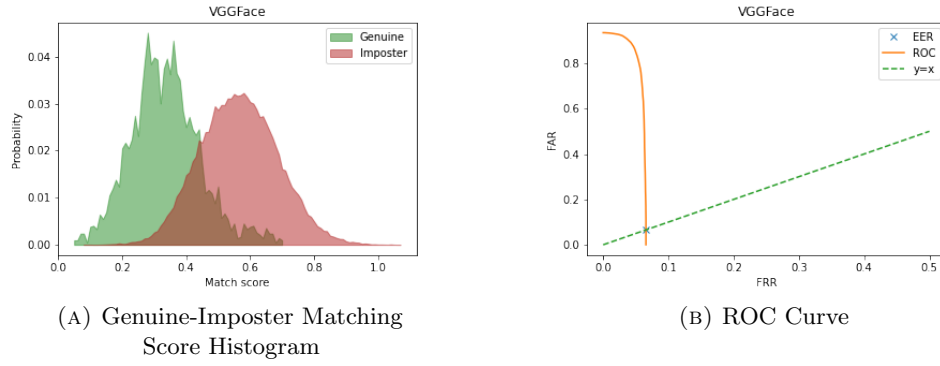 VGGFace
0.04
0.03
0.02
0.01
0.00
Probability
Genuine
Imposter
0.0 0.2 0.4 0.6 0.8 1.0
Match score
(A) Genuine-Imposter Matching
Score Histogram
VGGFace
0.8
0.6
0.4
0.2
0.0
FAR
EER
ROC
y=x
0.0 0.1 0.2 0.3 0.4 0.5
FRR
(B) ROC Curve